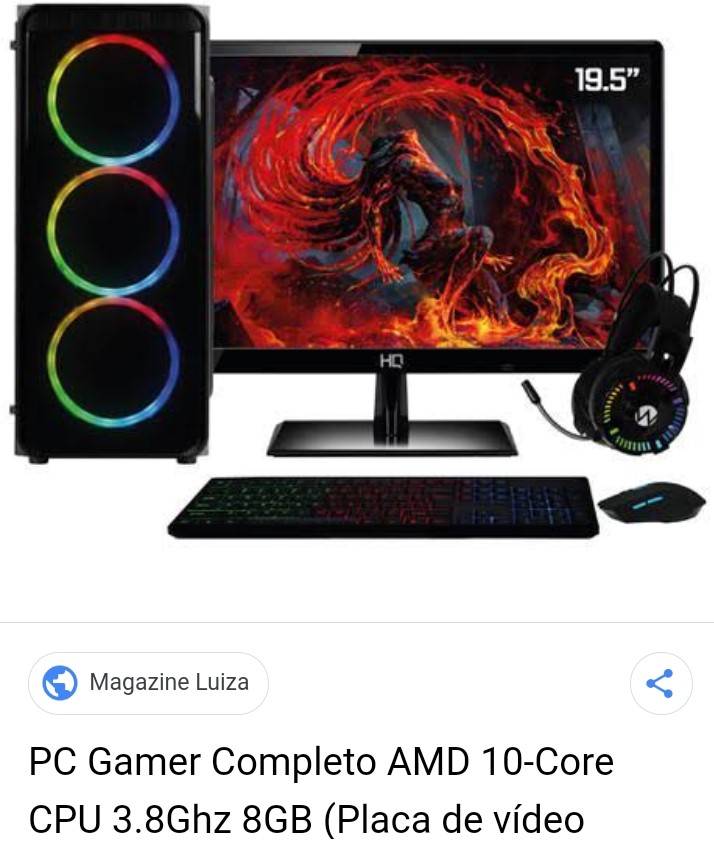 19.5”
HQ
Magazine Luiza
PC Gamer Completo AMD 10-Core
CPU 3.8Ghz 8GB (Placa de vídeo